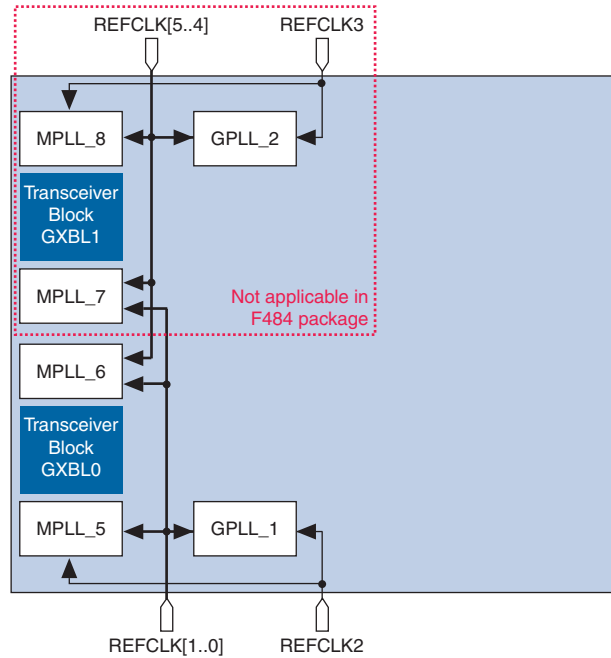 REFCLK[5..4]
REFCLK3
MPLL_8
GPLL_2
Transceiver
Block
GXBL1
MPLL_7
Not applicable in
F484 package
MPLL_6
Transceiver
Block
GXBL0
MPLL_5
GPLL_1
REFCLK[1..0]
REFCLK2